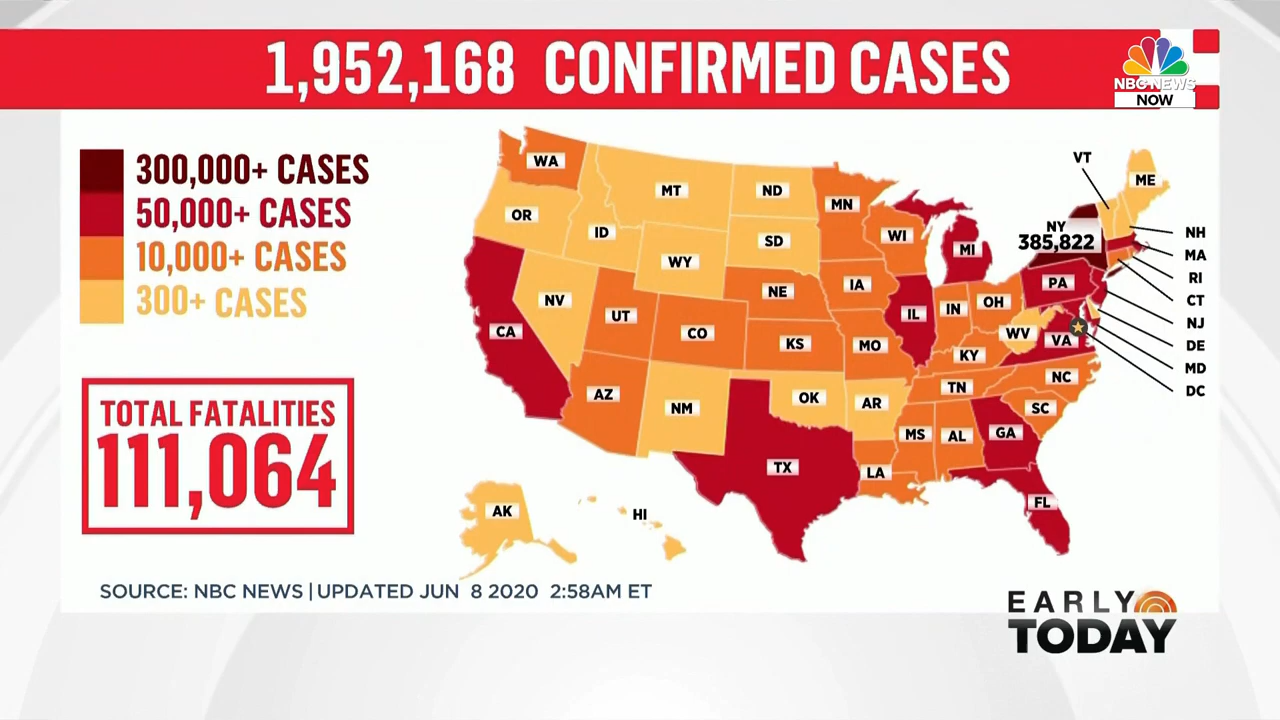 1,952,168 CONFIRMED CASES
NBC NEWS
NOW
300,000+ CASES
50,000+ CASES
10,000+ CASES
300+ CASES
TOTAL FATALITIES
111,064
WA
MT
ND
MN
OR
ID
SD
WI
MI
WY
NV
UT
CO
NE
IA
IL
IN
OH
CA
KS
MO
KY
WV
VA
PA
NY
385,822
VT
ME
NH
MA
RI
CT
NJ
DE
MD
DC
AZ
NM
OK
AR
TN
NC
SC
MS
AL
GA
TX
LA
FL
AK
HI
SOURCE: NBC NEWS | UPDATED JUN 8 2020 2:58AM ET
EARLY
TODAY